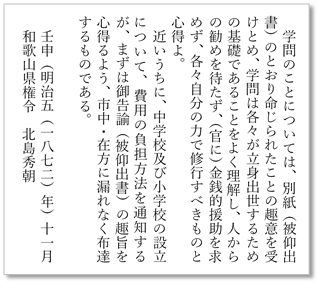 学問のことについては、別紙（被仰出
書）のとおり命じられたことの趣意を受
けとめ、学問は各々が立身出世するため
の基礎であることをよく理解し、人から
の勧めを待たず、（官に）金銭的援助を求
めず、各々自分の力で修行すべきものと
心得よ。
　近いうちに、中学校及び小学校の設立
について、費用の負担方法を通知する
が、まずは御告諭（被仰出書）の趣旨を
心得るよう、市中・在方に漏れなく布達
するものである。
壬申（明治五（一八七二）年）十一月
和歌山県権令　北島秀朝